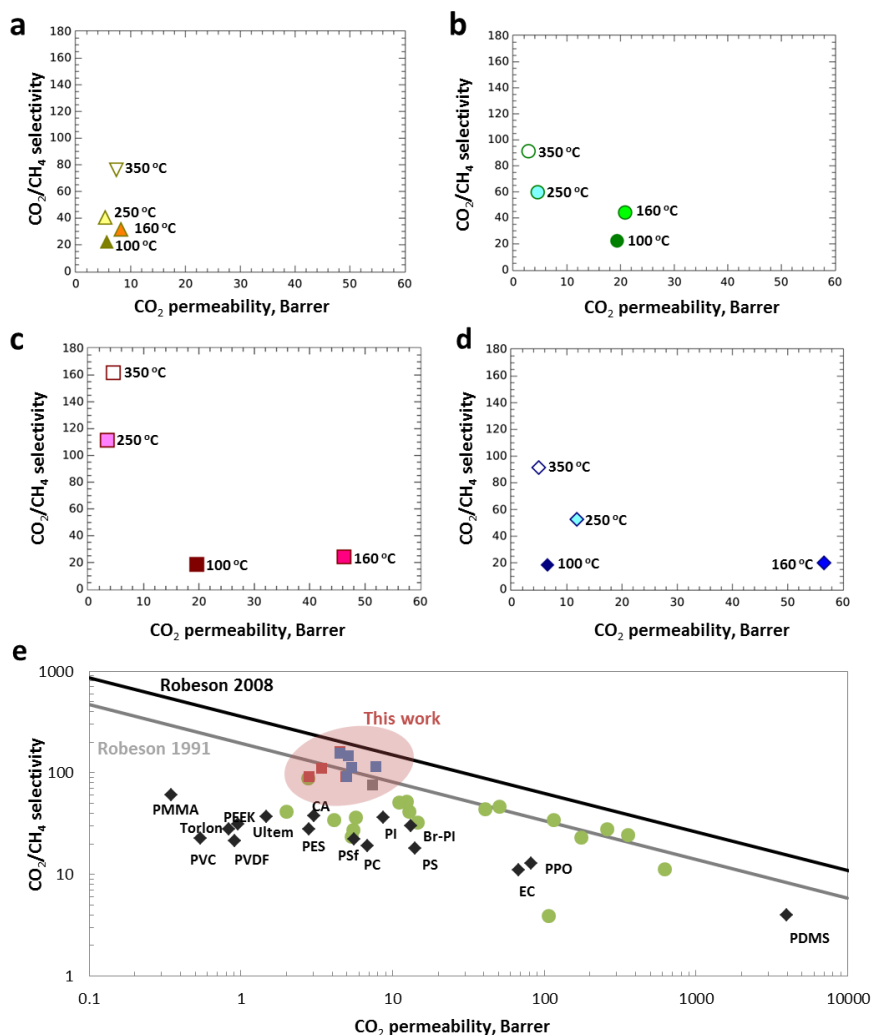 a
180
160
140
120
100
80
60
40
20
0
CO₂/CH₄ selectivity
350 °C
250 °C
160 °C
100 °C
0 10 20 30 40 50 60
CO₂ permeability, Barrer
b
180
160
140
120
100
80
60
40
20
0
CO₂/CH₄ selectivity
350 °C
250 °C
160 °C
100 °C
0 10 20 30 40 50 60
CO₂ permeability, Barrer
c
180
160
140
120
100
80
60
40
20
0
CO₂/CH₄ selectivity
350 °C
250 °C
100 °C
160 °C
0 10 20 30 40 50 60
CO₂ permeability, Barrer
d
180
160
140
120
100
80
60
40
20
0
CO₂/CH₄ selectivity
350 °C
250 °C
100 °C
160 °C
0 10 20 30 40 50 60
CO₂ permeability, Barrer
e
1000
100
10
1
CO₂/CH₄ selectivity
Robeson 2008
This work
Robeson 1991
PMMA
Torlon
PEEK
Ultem
CA
PI
Br-PI
PVC
PVDF
PES
PSf
PC
PS
EC
PPO
PDMS
0.1 1 10 100 1000 10000
CO₂ permeability, Barrer